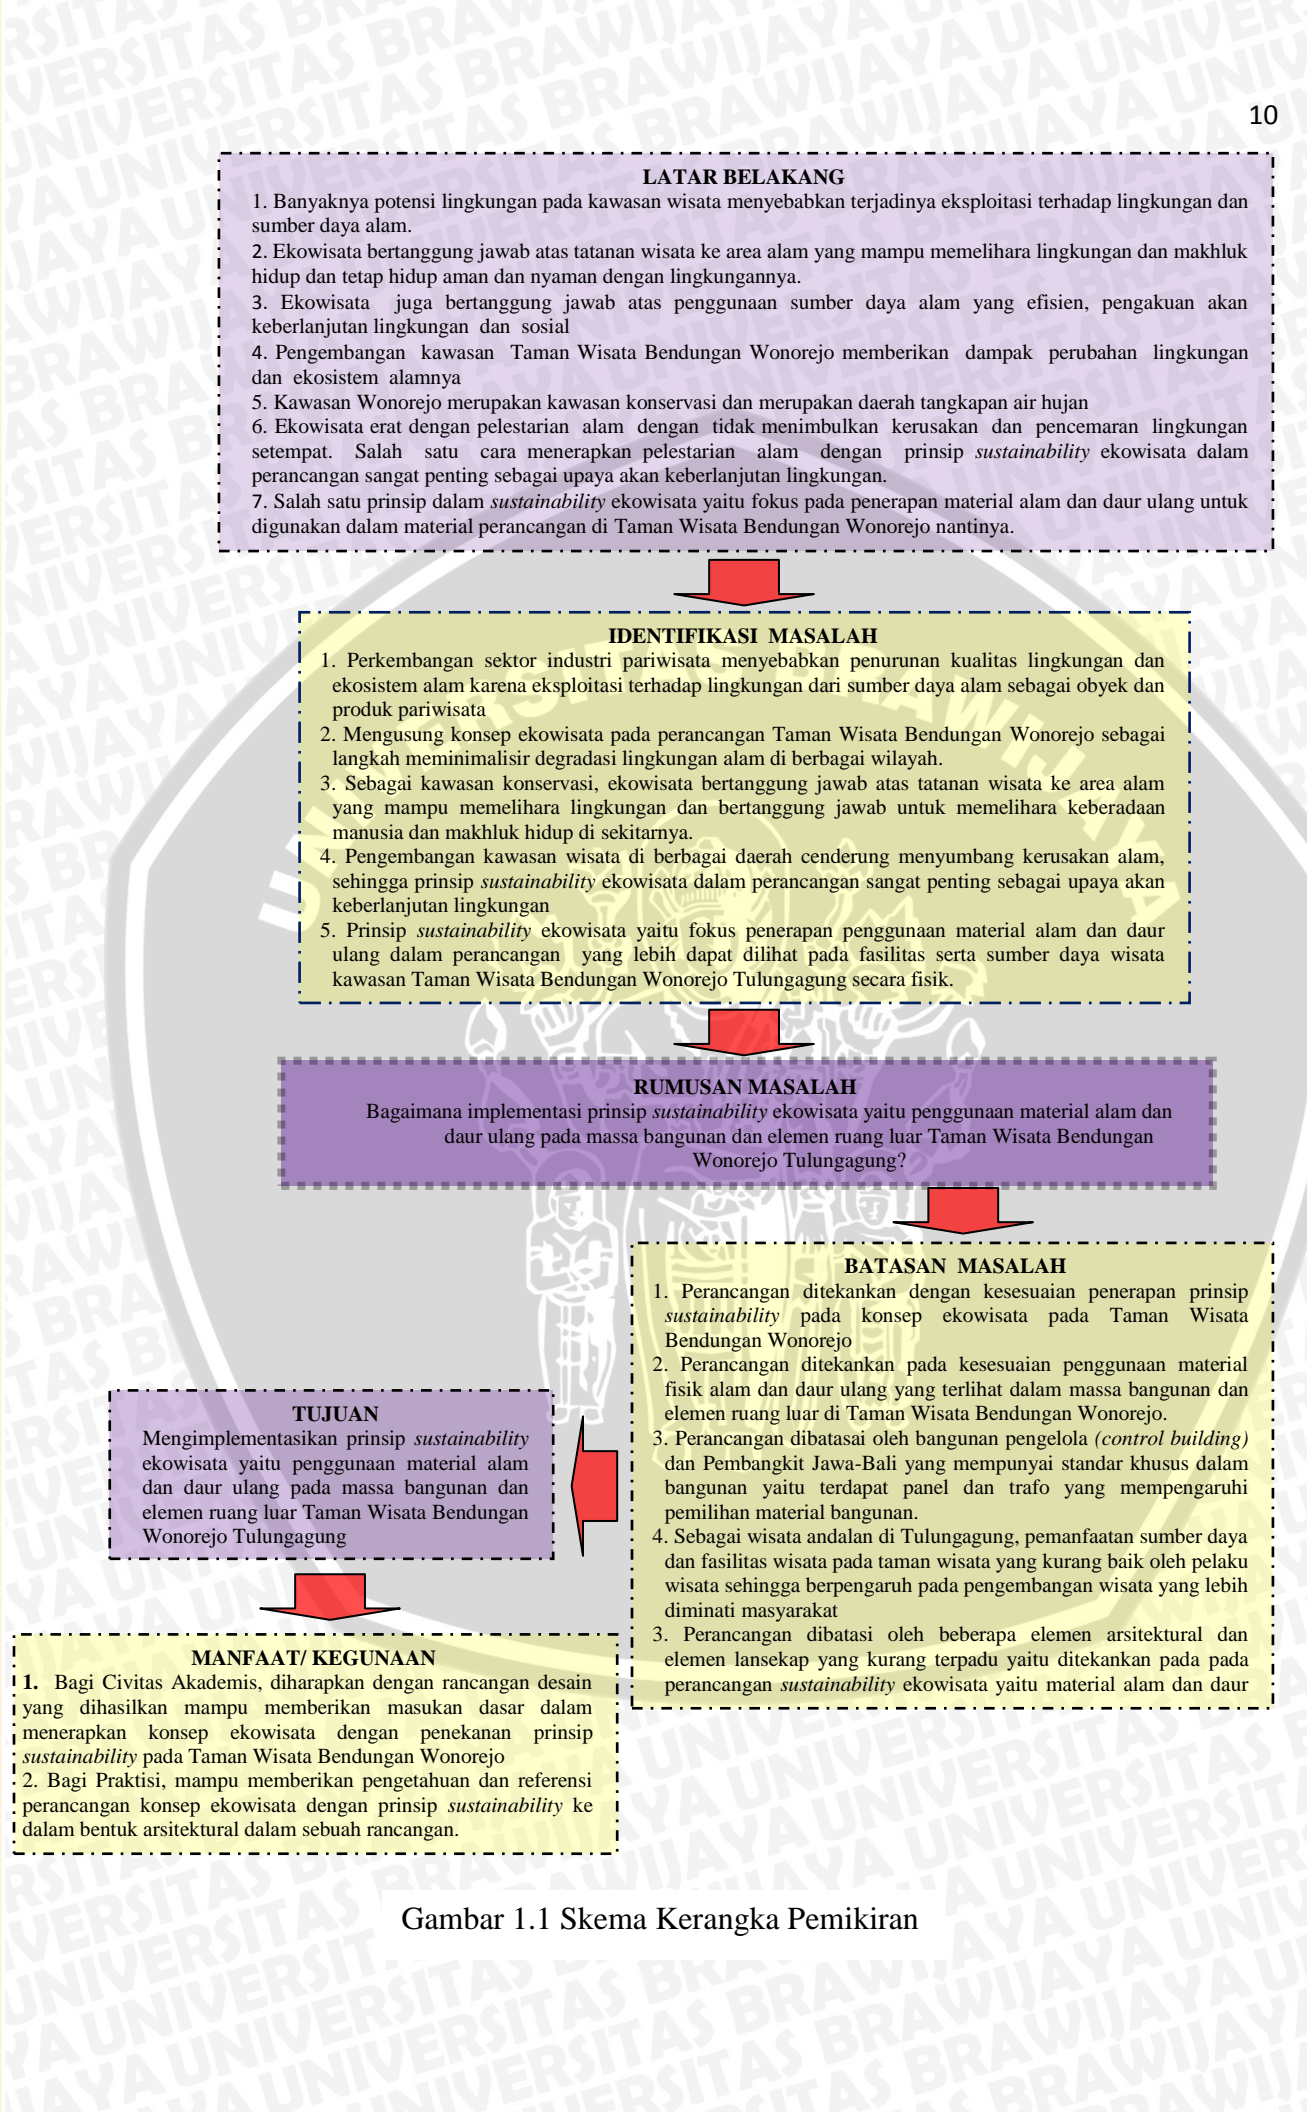 10
LATAR BELAKANG
1. Banyaknya potensi lingkungan pada kawasan wisata menyebabkan terjadinya eksploitasi terhadap lingkungan dan
sumber daya alam.
2. Ekowisata bertanggung jawab atas tatanan wisata ke area alam yang mampu memelihara lingkungan dan makhluk
hidup dan tetap hidup aman dan nyaman dengan lingkungannya.
3. Ekowisata juga bertanggung jawab atas penggunaan sumber daya alam yang efisien, pengakuan akan
keberlanjutan lingkungan dan sosial
4. Pengembangan kawasan Taman Wisata Bendungan Wonorejo memberikan dampak perubahan lingkungan
dan ekosistem alamnya
5. Kawasan Wonorejo merupakan kawasan konservasi dan merupakan daerah tangkapan air hujan
6. Ekowisata erat dengan pelestarian alam dengan tidak menimbulkan kerusakan dan pencemaran lingkungan
setempat. Salah satu cara menerapkan pelestarian alam dengan prinsip sustainability ekowisata dalam
perancangan sangat penting sebagai upaya akan keberlanjutan lingkungan.
7. Salah satu prinsip dalam sustainability ekowisata yaitu fokus pada penerapan material alam dan daur ulang untuk
digunakan dalam material perancangan di Taman Wisata Bendungan Wonorejo nantinya.
IDENTIFIKASI MASALAH
1. Perkembangan sektor industri pariwisata menyebabkan penurunan kualitas lingkungan dan
ekosistem alam karena eksploitasi terhadap lingkungan dari sumber daya alam sebagai obyek dan
produk pariwisata
2. Mengusung konsep ekowisata pada perancangan Taman Wisata Bendungan Wonorejo sebagai
langkah meminimalisir degradasi lingkungan alam di berbagai wilayah.
3. Sebagai kawasan konservasi, ekowisata bertanggung jawab atas tatanan wisata ke area alam
yang mampu memelihara lingkungan dan bertanggung jawab untuk memelihara keberadaan
manusia dan makhluk hidup di sekitarnya.
4. Pengembangan kawasan wisata di berbagai daerah cenderung menyumbang kerusakan alam,
sehingga prinsip sustainability ekowisata dalam perancangan sangat penting sebagai upaya akan
keberlanjutan lingkungan
5. Prinsip sustainability ekowisata yaitu fokus penerapan penggunaan material alam dan daur
ulang dalam perancangan yang lebih dapat dilihat pada fasilitas serta sumber daya wisata
kawasan Taman Wisata Bendungan Wonorejo Tulungagung secara fisik.
RUMUSAN MASALAH
Bagaimana implementasi prinsip sustainability ekowisata yaitu penggunaan material alam dan
daur ulang pada massa bangunan dan elemen ruang luar Taman Wisata Bendungan
Wonorejo Tulungagung?
BATASAN MASALAH
1. Perancangan ditekankan dengan kesesuaian penerapan prinsip
sustainability pada konsep ekowisata pada Taman Wisata
Bendungan Wonorejo
2. Perancangan ditekankan pada kesesuaian penggunaan material
fisik alam dan daur ulang yang terlihat dalam massa bangunan dan
elemen ruang luar di Taman Wisata Bendungan Wonorejo.
3. Perancangan dibatasai oleh bangunan pengelola (control building)
dan Pembangkit Jawa-Bali yang mempunyai standar khusus dalam
bangunan yaitu terdapat panel dan trafo yang mempengaruhi
pemilihan material bangunan.
4. Sebagai wisata andalan di Tulungagung, pemanfaatan sumber daya
dan fasilitas wisata pada taman wisata yang kurang baik oleh pelaku
wisata sehingga berpengaruh pada pengembangan wisata yang lebih
diminati masyarakat
3. Perancangan dibatasi oleh beberapa elemen arsitektural dan
elemen lansekap yang kurang terpadu yaitu ditekankan pada pada
perancangan sustainability ekowisata yaitu material alam dan daur
TUJUAN
Mengimplementasikan prinsip sustainability
ekowisata yaitu penggunaan material alam
dan daur ulang pada massa bangunan dan
elemen ruang luar Taman Wisata Bendungan
Wonorejo Tulungagung
MANFAAT/ KEGUNAAN
1. Bagi Civitas Akademis, diharapkan dengan rancangan desain
yang dihasilkan mampu memberikan masukan dasar dalam
menerapkan konsep ekowisata dengan penekanan prinsip
sustainability pada Taman Wisata Bendungan Wonorejo
2. Bagi Praktisi, mampu memberikan pengetahuan dan referensi
perancangan konsep ekowisata dengan prinsip sustainability ke
dalam bentuk arsitektural dalam sebuah rancangan.
Gambar 1.1 Skema Kerangka Pemikiran
UNIVERSITAS BRAWIJAYA